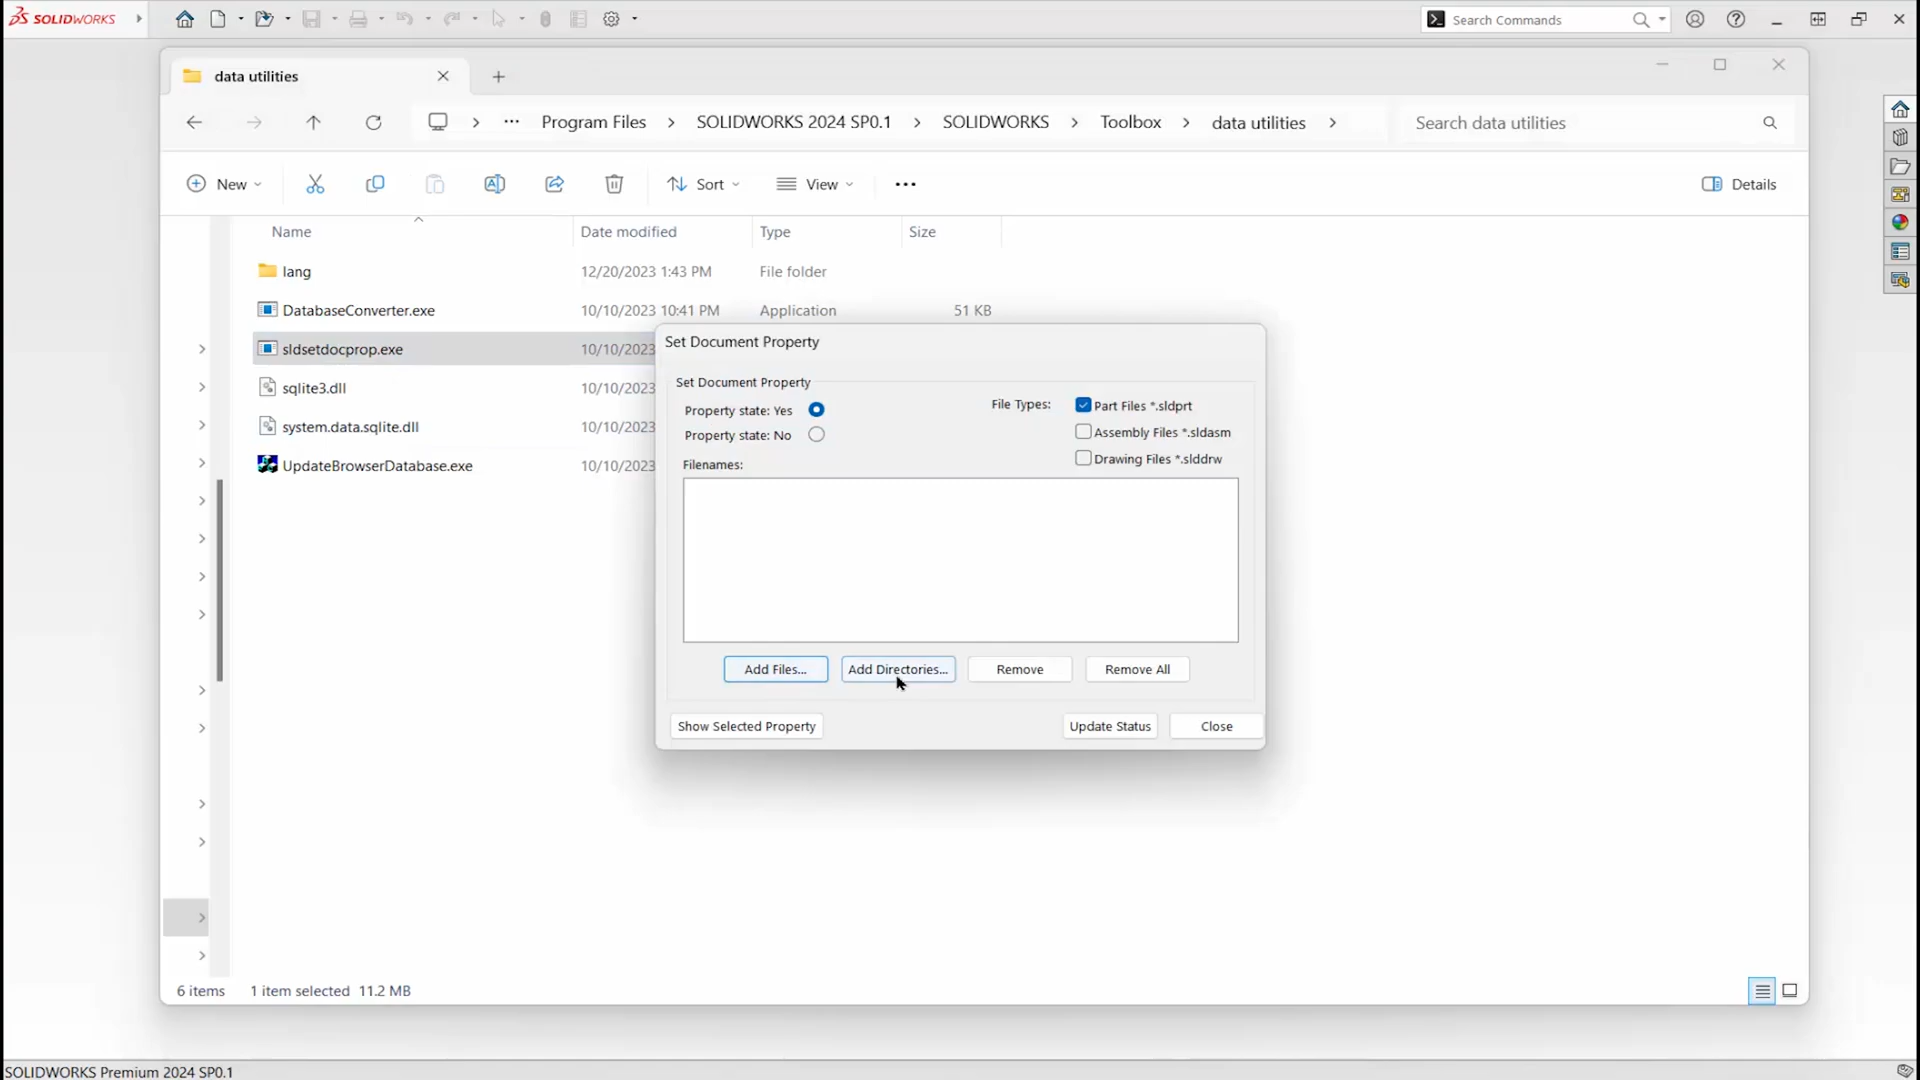 SOLIDWORKS
Search Commands
data utilities
Program Files
SOLIDWORKS 2024 SP0.1
SOLIDWORKS
Toolbox
data utilities
Search data utilities
New
Sort
View
Details
Name
Date modified
Type
Size
lang
12/20/2023 1:43 PM
File folder
DatabaseConverter.exe
10/10/2023 10:41 PM
Application
51 KB
sldsetdocprop.exe
10/10/2023
sqlite3.dll
10/10/2023
system.data.sqlite.dll
10/10/2023
UpdateBrowserDatabase.exe
10/10/2023
Set Document Property
Set Document Property
Property state: Yes
File Types:
Part Files *.sldprt
Property state: No
Assembly Files *.sldasm
Drawing Files *.slddrw
Filenames:
Add Files...
Add Directories...
Remove
Remove All
Show Selected Property
Update Status
Close
6 items
1 item selected 11.2 MB
SOLIDWORKS Premium 2024 SP0.1